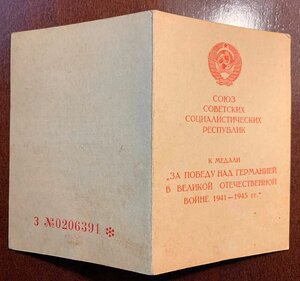 З №0206391 ✻
СОЮЗ
СОВЕТСКИХ
СОЦИАЛИСТИЧЕСКИХ
РЕСПУБЛИК
К МЕДАЛИ
„ЗА ПОБЕДУ НАД ГЕРМАНИЕЙ
В ВЕЛИКОЙ ОТЕЧЕСТВЕННОЙ
ВОЙНЕ 1941—1945 гг.“